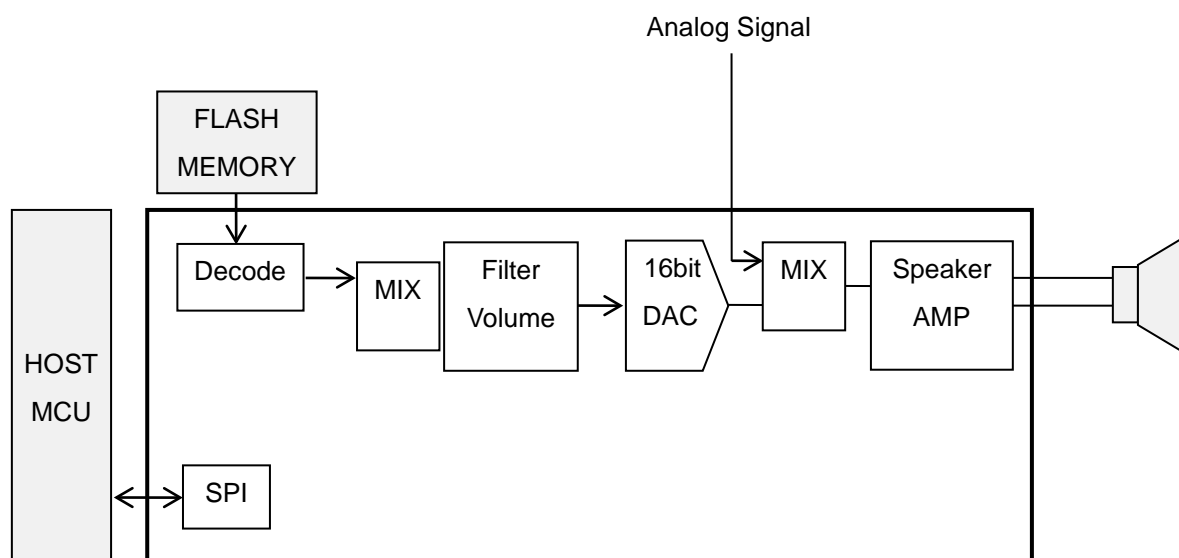 Analog Signal
FLASH
MEMORY
Decode
MIX
Filter
Volume
16bit
DAC
MIX
Speaker
AMP
HOST
MCU
SPI